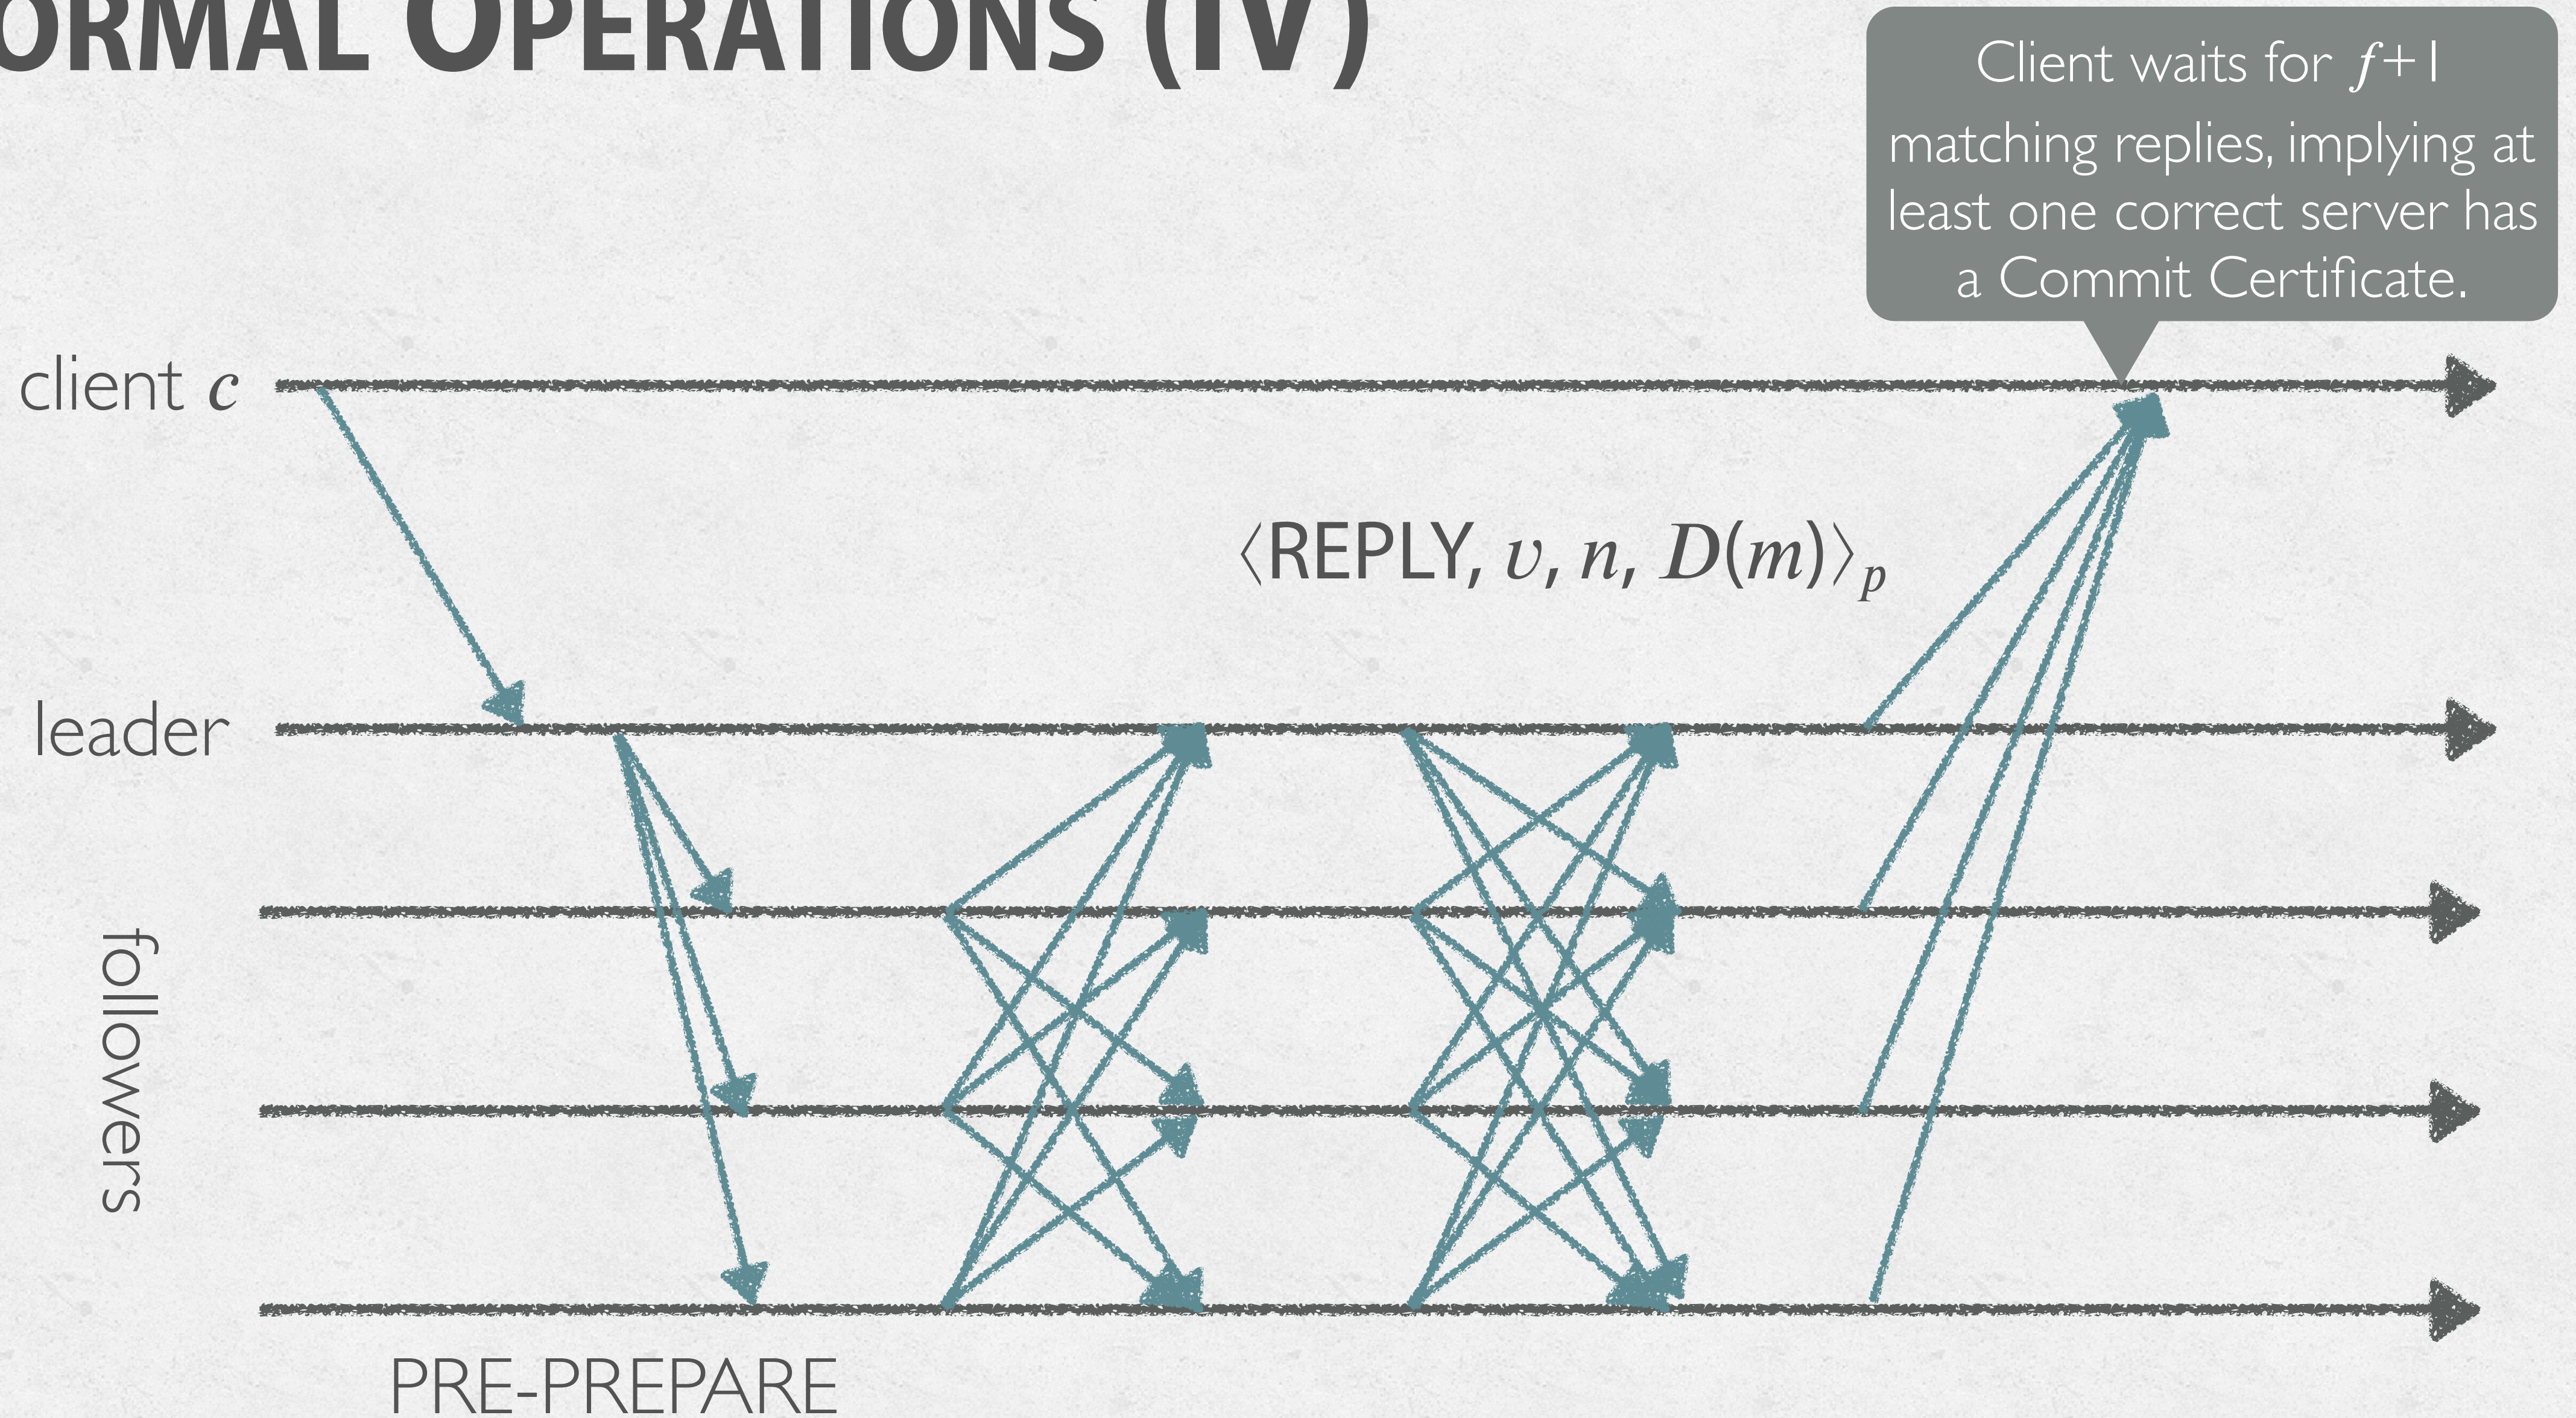 ORMAL OPERATIONS (IV)
Client waits for f+1
matching replies, implying at
least one correct server has
a Commit Certificate.
client c
⟨REPLY, v, n, D(m)⟩p
leader
followers
PRE-PREPARE